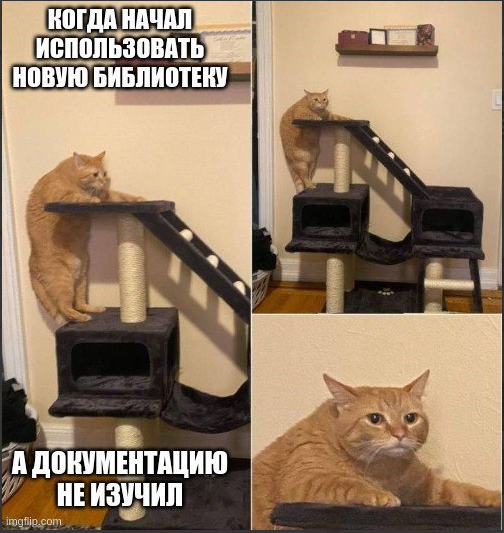 КОГДА НАЧАЛ
ИСПОЛЬЗОВАТЬ
НОВУЮ БИБЛИОТЕКУ
А ДОКУМЕНТАЦИЮ
НЕ ИЗУЧИЛ
imgflip.com